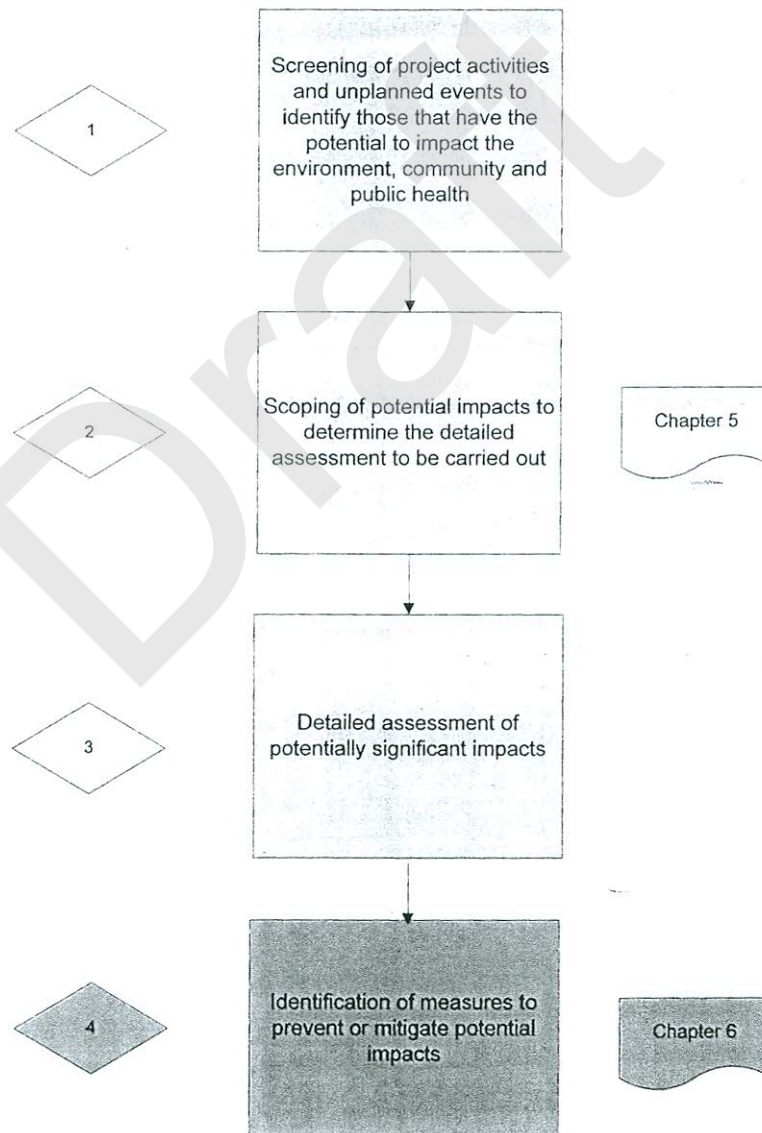 1
Screening of project activities
and unplanned events to
identify those that have the
potential to impact the
environment, community and
public health
2
Scoping of potential impacts to
determine the detailed
assessment to be carried out
Chapter 5
3
Detailed assessment of
potentially significant impacts
4
Identification of measures to
prevent or mitigate potential
impacts
Chapter 6
Draft